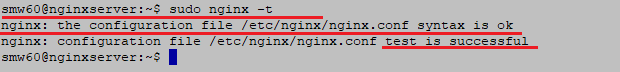 smw60@nginxserver:~$ sudo nginx -t
nginx: the configuration file /etc/nginx/nginx.conf syntax is ok
nginx: configuration file /etc/nginx/nginx.conf test is successful
smw60@nginxserver:~$